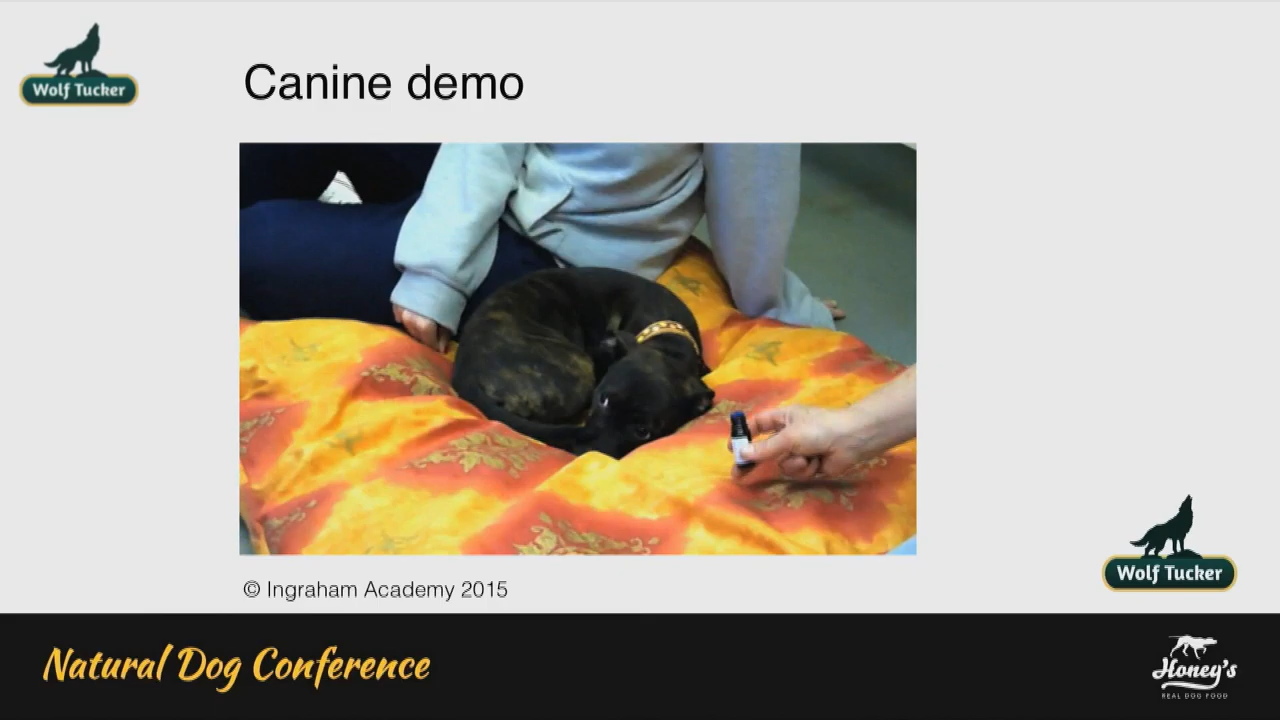 Wolf Tucker
Canine demo
© Ingraham Academy 2015
Wolf Tucker
Natural Dog Conference
Honey's
REAL DOG FOOD